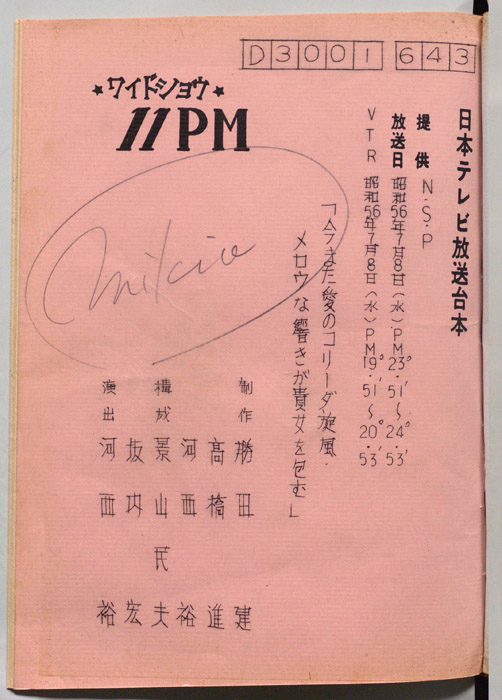 D3001 643
日本テレビ放送台本
提供 N.S.P
放送日 昭和56年7月8日(水)PM23°.51'〜24°.53'
VTR 昭和56年7月8日(水)PM19°.51'〜20°.53'
★ワイドショウ★
11PM
「今また愛のコリーダ旋風.
メロウな響きが貴女を包む」
mikio
制作 勝田 建
高橋 進
河西 裕
構成 景山民夫
坂内 宏
演出 河西 裕